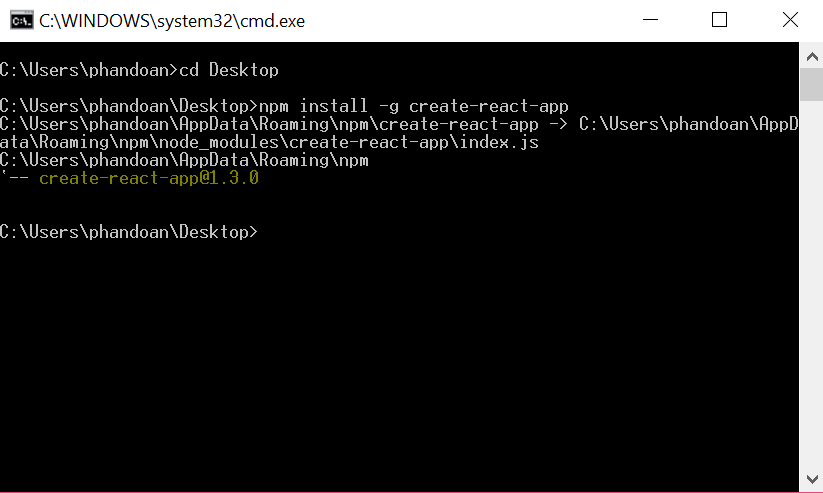 C:\WINDOWS\system32\cmd.exe
C:\Users\phandoan>cd Desktop
C:\Users\phandoan\Desktop>npm install -g create-react-app
C:\Users\phandoan\AppData\Roaming\npm\create-react-app -> C:\Users\phandoan\AppD
ata\Roaming\npm\node_modules\create-react-app\index.js
C:\Users\phandoan\AppData\Roaming\npm
`-- create-react-app@1.3.0
C:\Users\phandoan\Desktop>